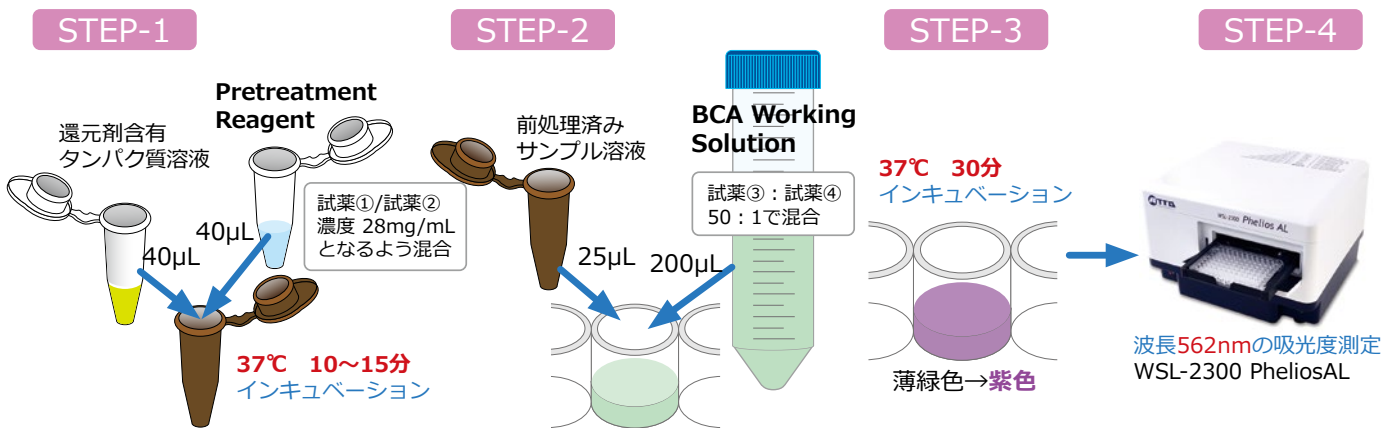 STEP-1
Pretreatment
Reagent
還元剤含有
タンパク質溶液
試薬①/試薬②
濃度 28mg/mL
となるよう混合
40µL
40µL
37℃ 10～15分
インキュベーション
STEP-2
前処理済み
サンプル溶液
BCA Working
Solution
試薬③：試薬④
50：1で混合
25µL
200µL
STEP-3
37℃ 30分
インキュベーション
薄緑色→紫色
STEP-4
ATTO
WSL-2300 Phelios AL
波長562nmの吸光度測定
WSL-2300 PheliosAL